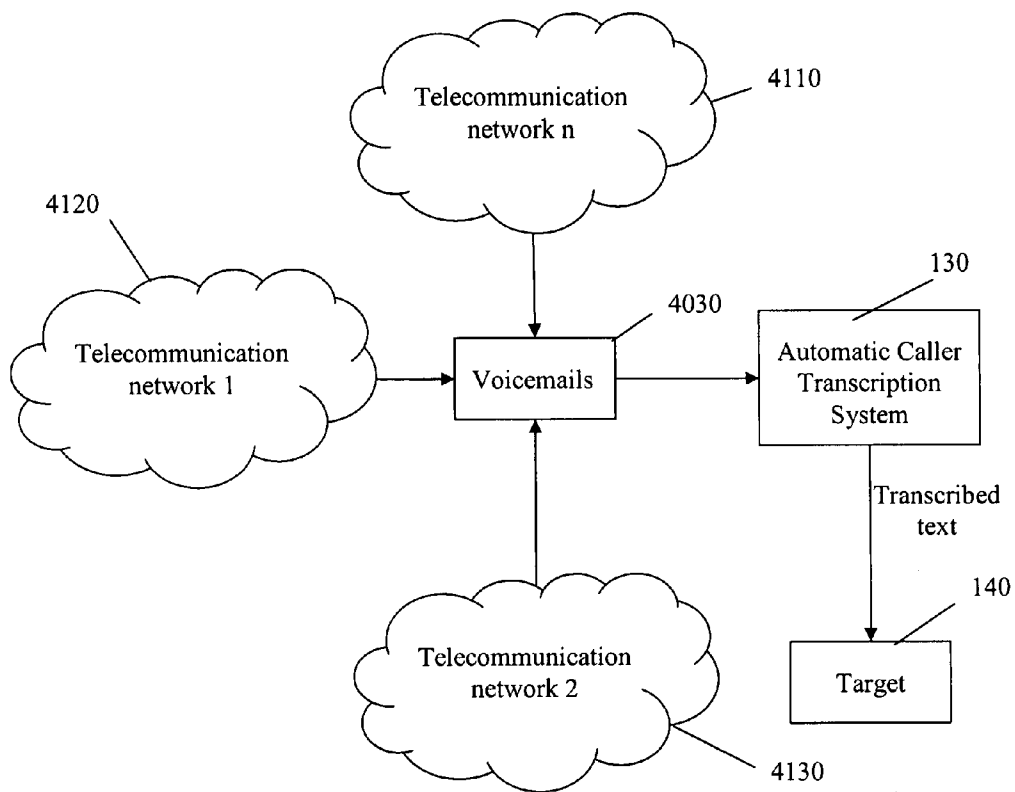 Telecommunication
network n
4110
4120
Telecommunication
network 1
4030
Voicemails
130
Automatic Caller
Transcription
System
Transcribed
text
140
Target
Telecommunication
network 2
4130